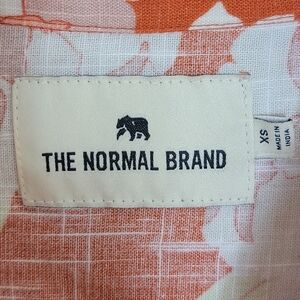 THE NORMAL BRAND
XS
MADE IN
INDIA